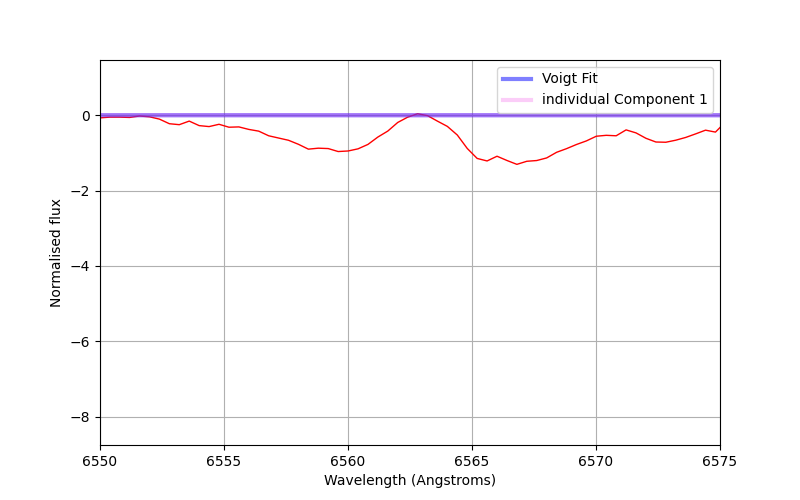 Voigt Fit
individual Component 1
0
−2
−4
−6
−8
Normalised flux
6550
6555
6560
6565
6570
6575
Wavelength (Angstroms)